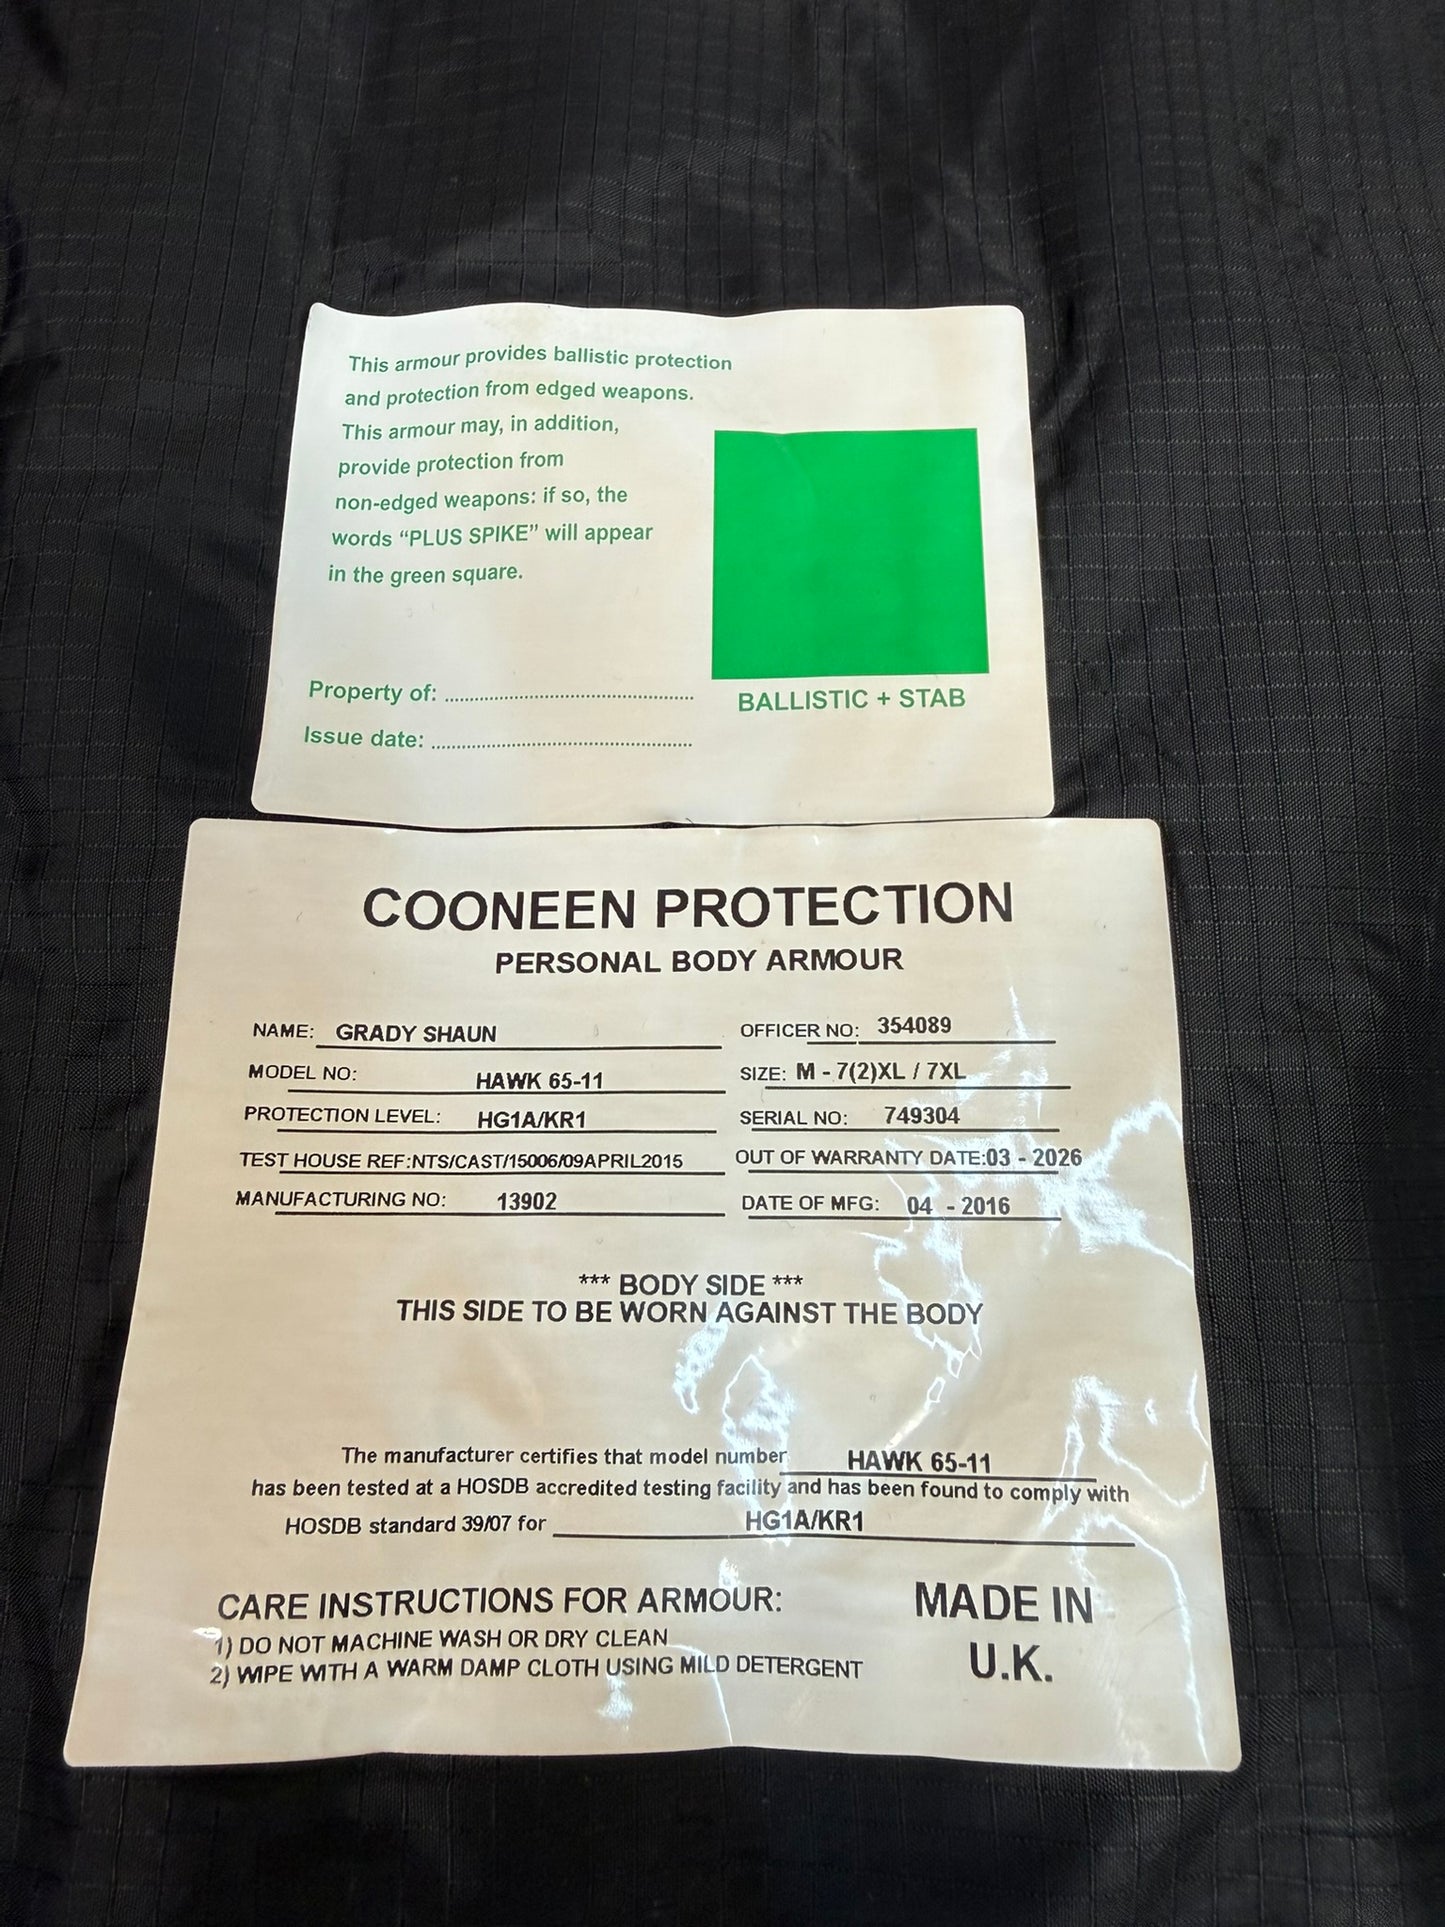 This armour provides ballistic protection
and protection from edged weapons.
This armour may, in addition,
provide protection from
non-edged weapons: if so, the
words “PLUS SPIKE” will appear
in the green square.
Property of: ........................................
BALLISTIC + STAB
Issue date: ..........................................
COONEEN PROTECTION
PERSONAL BODY ARMOUR
NAME: GRADY SHAUN OFFICER NO: 354089
MODEL NO: HAWK 65-11 SIZE: M - 7(2)XL / 7XL
PROTECTION LEVEL: HG1A/KR1 SERIAL NO: 749304
TEST HOUSE REF:NTS/CAST/15006/09APRIL2015 OUT OF WARRANTY DATE:03 - 2026
MANUFACTURING NO: 13902 DATE OF MFG: 04 - 2016
*** BODY SIDE ***
THIS SIDE TO BE WORN AGAINST THE BODY
The manufacturer certifies that model number HAWK 65-11
has been tested at a HOSDB accredited testing facility and has been found to comply with
HOSDB standard 39/07 for HG1A/KR1
CARE INSTRUCTIONS FOR ARMOUR:
1) DO NOT MACHINE WASH OR DRY CLEAN
2) WIPE WITH A WARM DAMP CLOTH USING MILD DETERGENT
MADE IN
U.K.